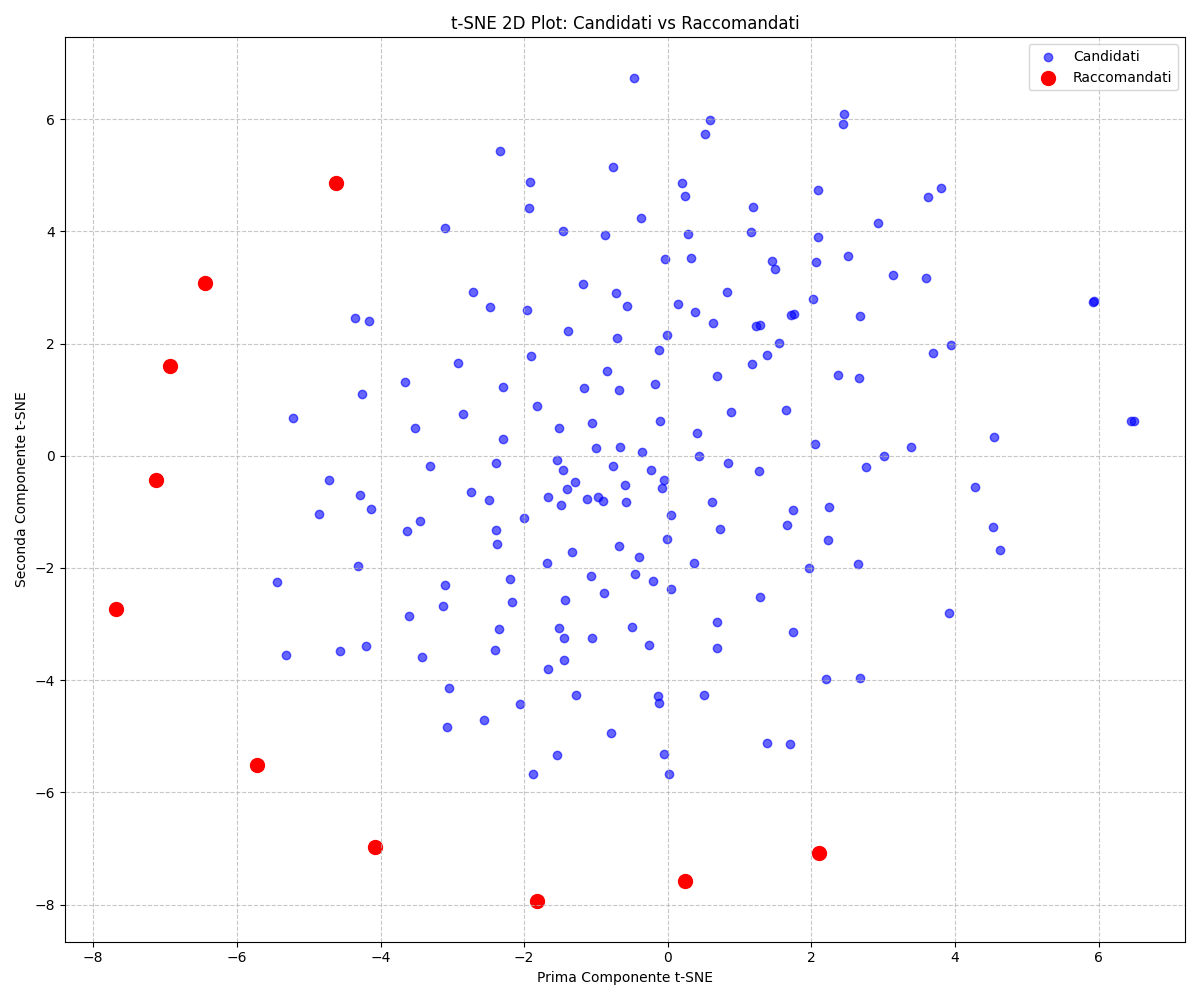 t-SNE 2D Plot: Candidati vs Raccomandati
Candidati
Raccomandati
Seconda Componente t-SNE
6
4
2
0
−2
−4
−6
−8
−8 −6 −4 −2 0 2 4 6
Prima Componente t-SNE